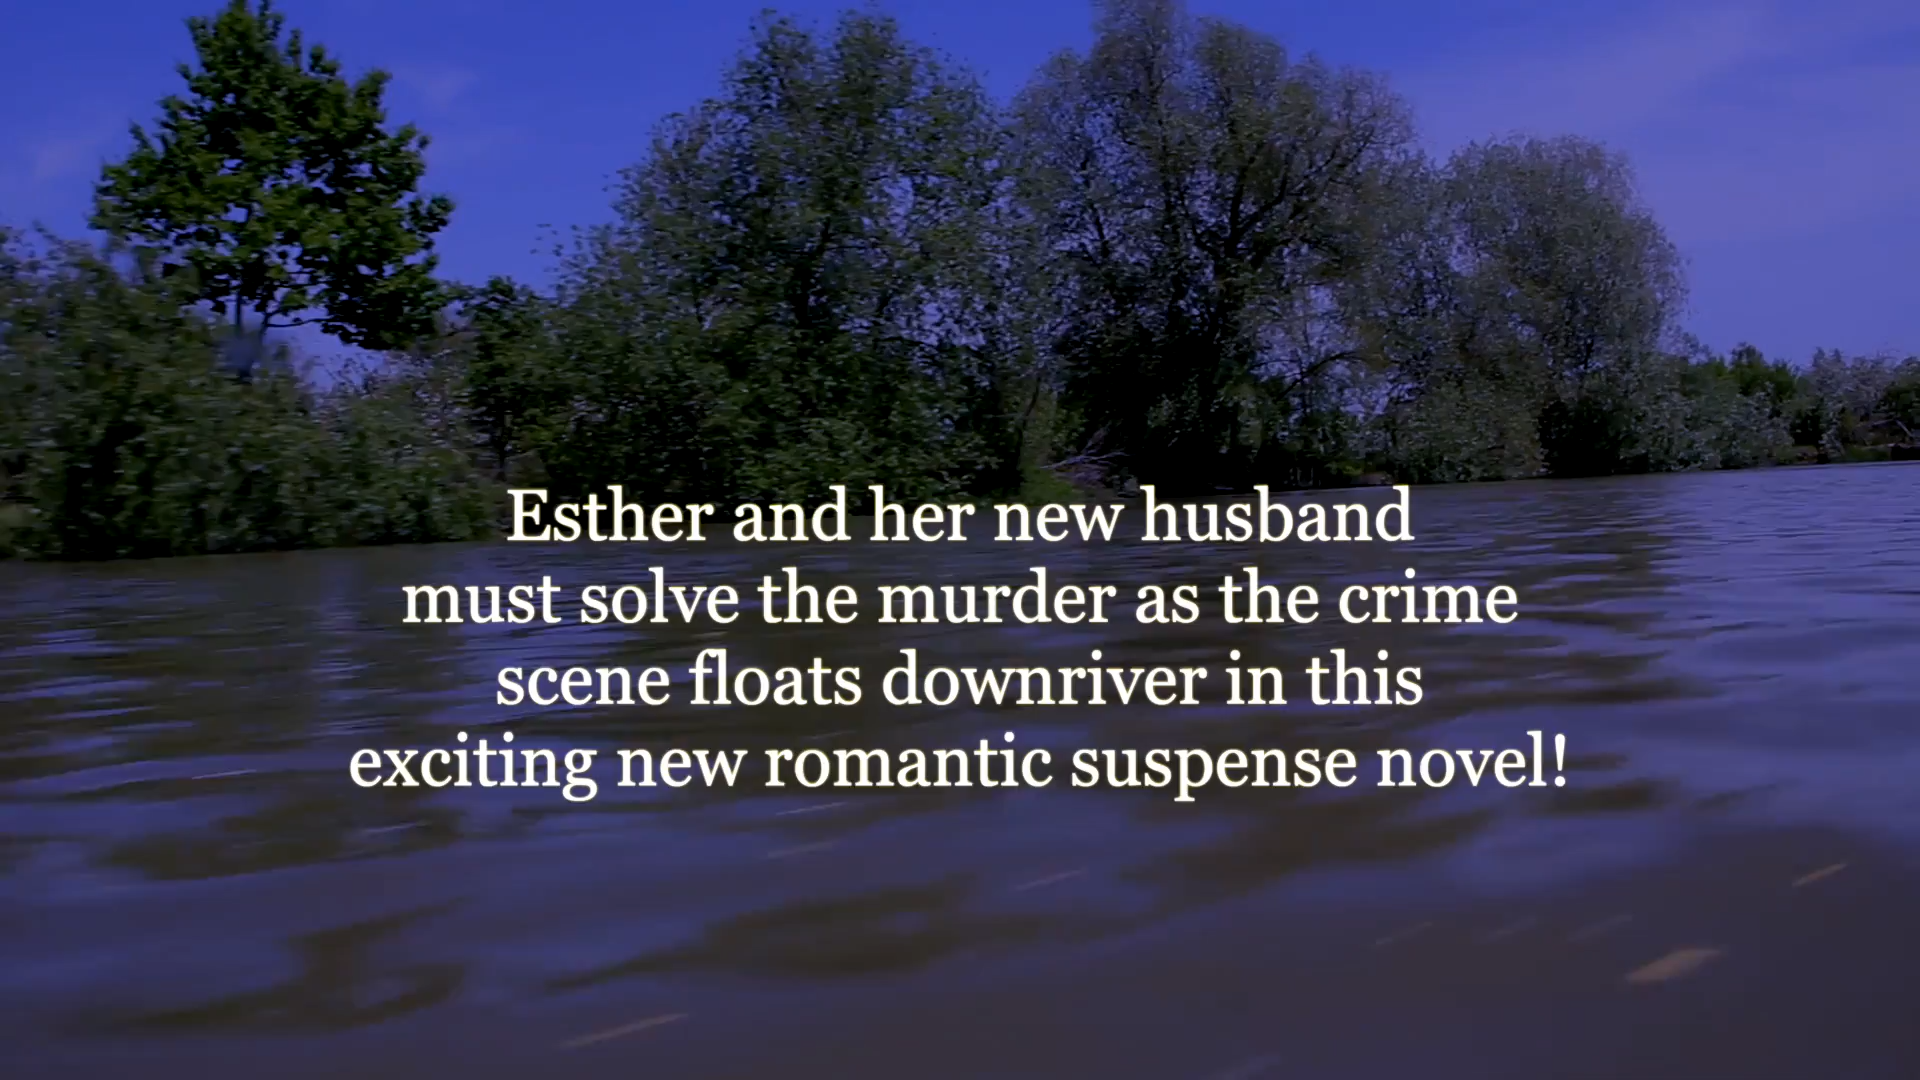 Esther and her new husband
must solve the murder as the crime
scene floats downriver in this
exciting new romantic suspense novel!